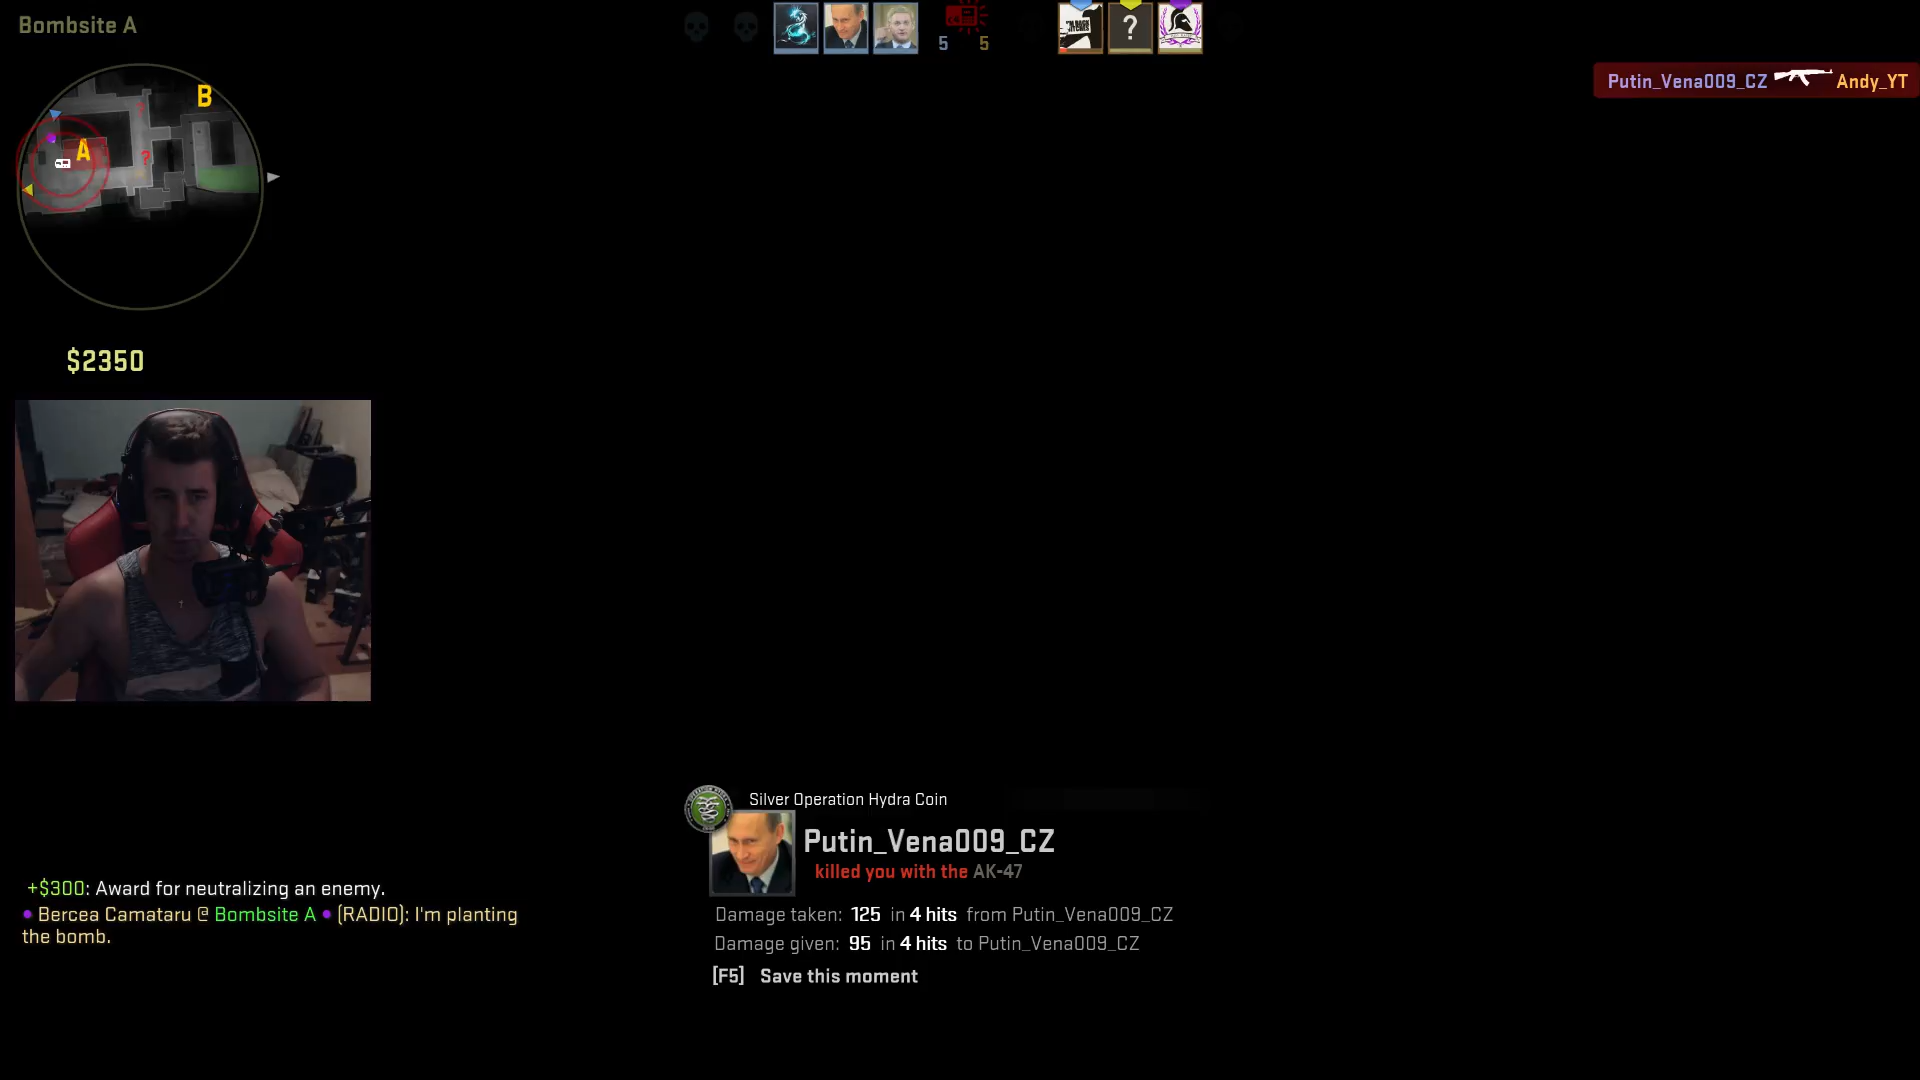 Bombsite A
5 5
?
Putin_Vena009_CZ Andy_YT
B
A
?
?
$2350
Silver Operation Hydra Coin
Putin_Vena009_CZ
killed you with the AK-47
+$300: Award for neutralizing an enemy.
• Bercea Camataru @ Bombsite A • (RADIO): I'm planting
the bomb.
Damage taken: 125 in 4 hits from Putin_Vena009_CZ
Damage given: 95 in 4 hits to Putin_Vena009_CZ
[F5] Save this moment